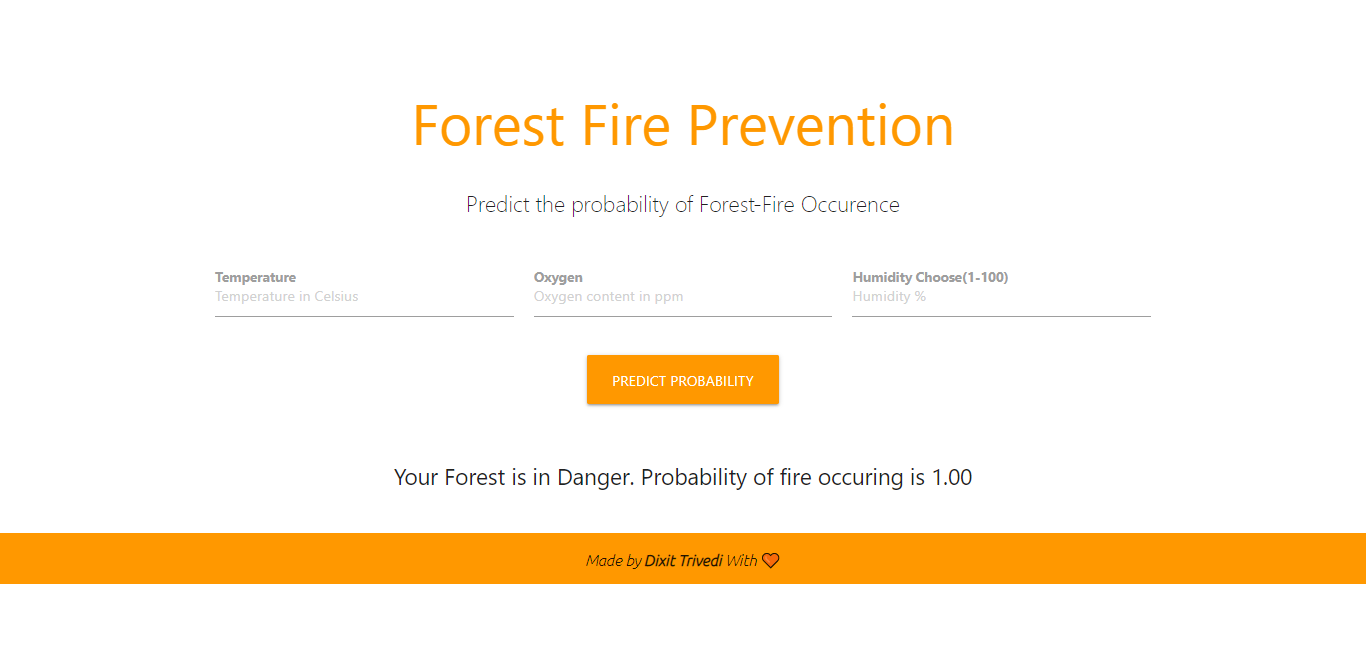 Forest Fire Prevention
Predict the probability of Forest-Fire Occurence
Temperature Oxygen Humidity Choose(1-100)
Temperature in Celsius Oxygen content in ppm Humidity %
PREDICT PROBABILITY
Your Forest is in Danger. Probability of fire occuring is 1.00
Made by Dixit Trivedi With